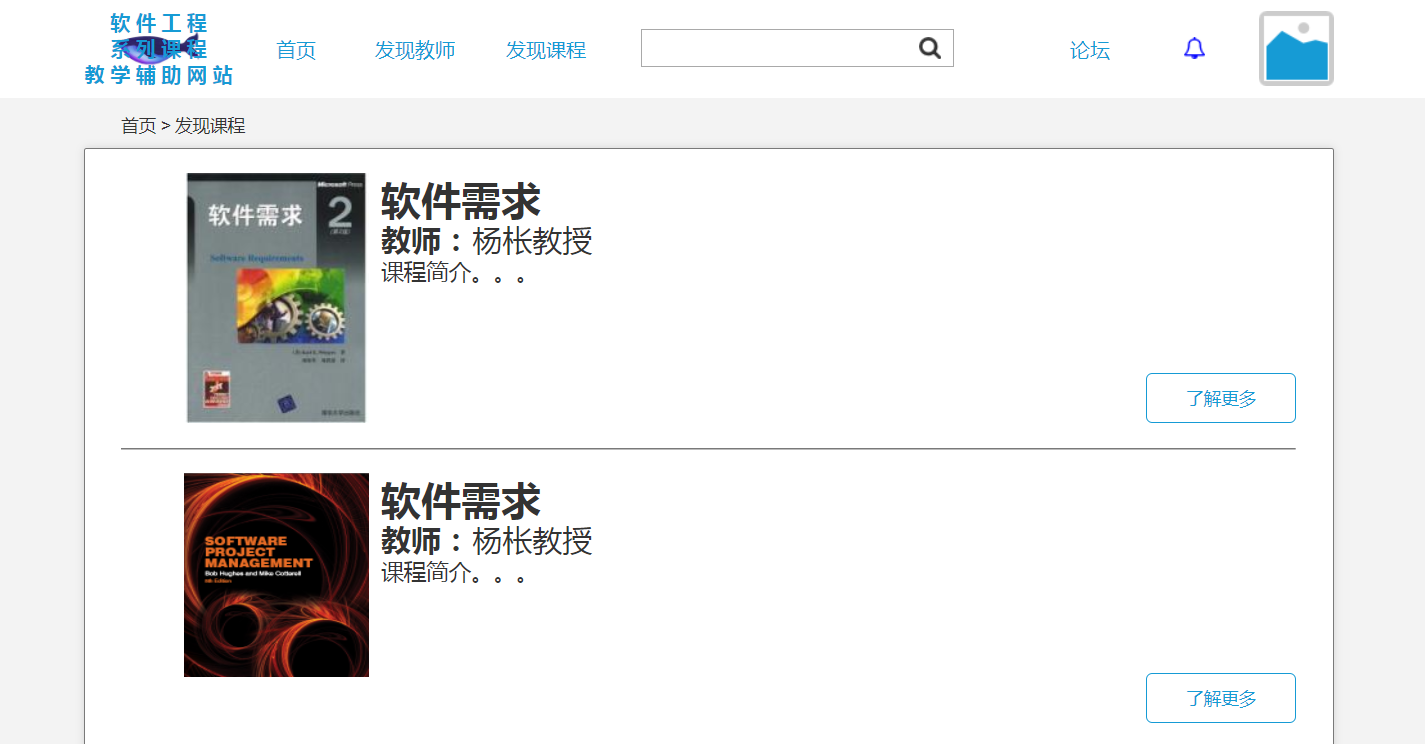 软件工程
系列课程
教学辅助网站
首页
发现教师
发现课程
论坛
首页 > 发现课程
Microsoft Press
软件需求
2
Software Requirements
软件需求
教师：杨枨教授
课程简介。。。
了解更多
SOFTWARE
PROJECT
MANAGEMENT
Bob Hughes and Mike Cotterell
软件需求
教师：杨枨教授
课程简介。。。
了解更多